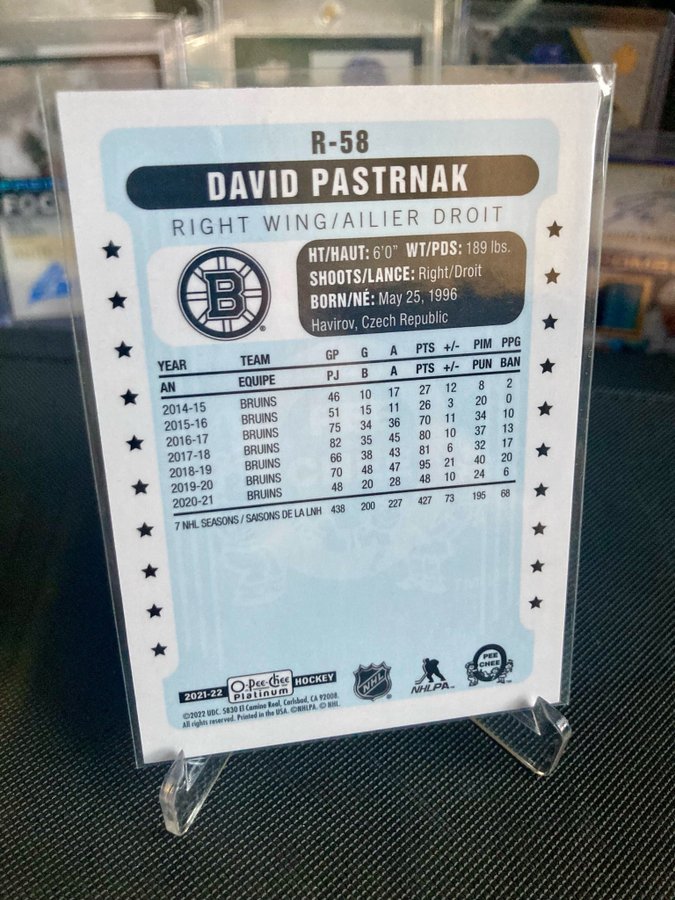 R-58
DAVID PASTRNAK
RIGHT WING/AILIER DROIT
B
®
HT/HAUT: 6'0" WT/PDS: 189 lbs.
SHOOTS/LANCE: Right/Droit
BORN/NÉ: May 25, 1996
Havirov, Czech Republic
YEAR TEAM GP G A PTS +/- PIM PPG
AN EQUIPE PJ B A PTS +/- PUN BAN
2014-15 BRUINS 46 10 17 27 12 8 2
2015-16 BRUINS 51 15 11 26 3 20 0
2016-17 BRUINS 75 34 36 70 11 34 10
2017-18 BRUINS 82 35 45 80 10 37 13
2018-19 BRUINS 66 38 43 81 6 32 17
2019-20 BRUINS 70 48 47 95 21 40 20
2020-21 BRUINS 48 20 28 48 10 24 6
7 NHL SEASONS / SAISONS DE LA LNH 438 200 227 427 73 195 68
2021-22 O-Pee-Chee Platinum HOCKEY
NHL
NHLPA
O PEE CHEE
©2022 UDC. 5830 El Camino Real, Carlsbad, CA 92008.
All rights reserved. Printed in the USA. ©NHLPA. © NHL.